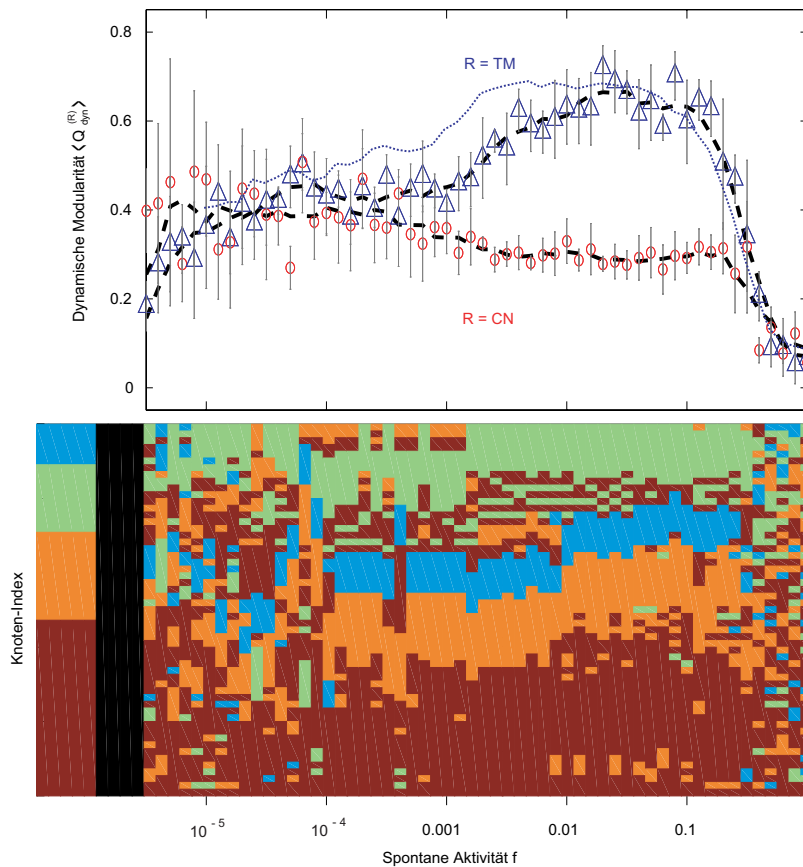 0.8
R = TM
0.6
0.4
0.2
R = CN
0
Dynamische Modularität ⟨ Q (R) dyn ⟩
Knoten-Index
10 -5
10 -4
0.001
0.01
0.1
Spontane Aktivität f